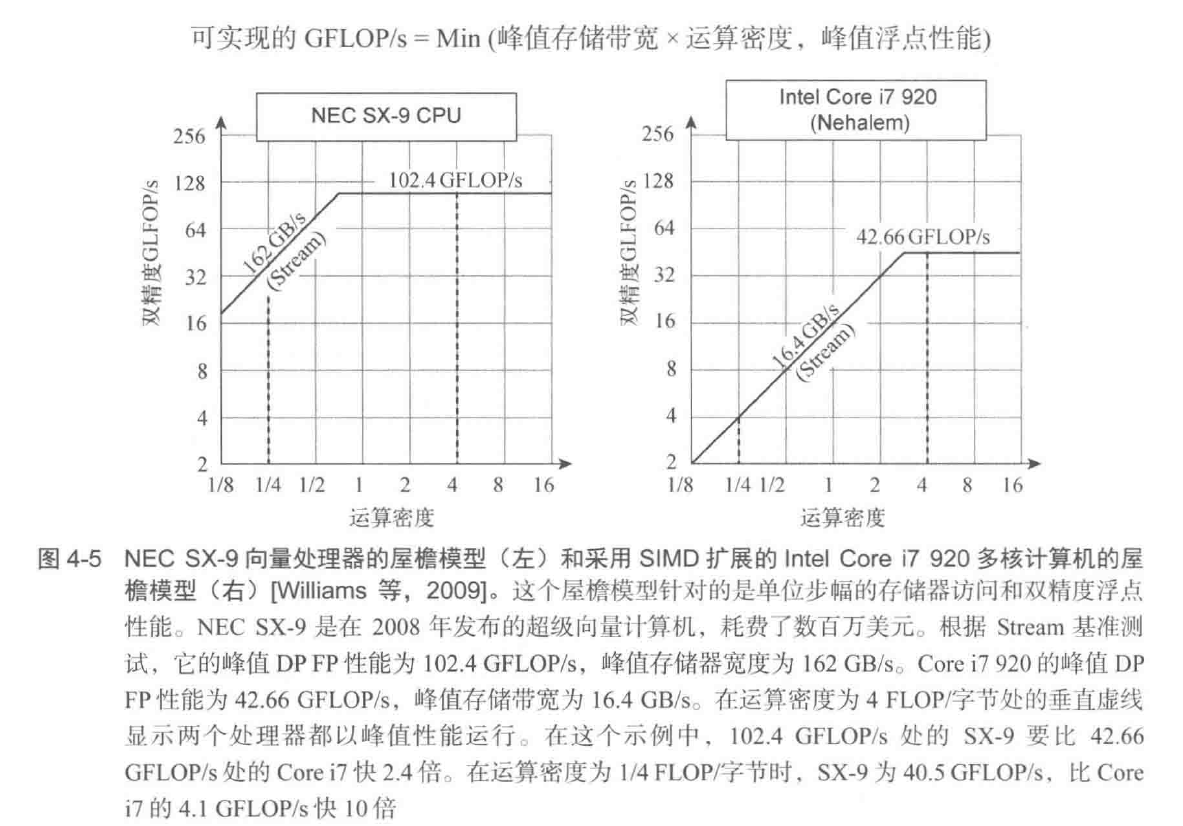 可实现的 GFLOP/s = Min (峰值存储带宽 × 运算密度，峰值浮点性能)
NEC SX-9 CPU
双精度GLFOP/s
256
128
64
32
16
8
4
2
102.4 GFLOP/s
162 GB/s
(Stream)
1/8 1/4 1/2 1 2 4 8 16
运算密度
Intel Core i7 920
(Nehalem)
双精度GLFOP/s
256
128
64
32
16
8
4
2
42.66 GFLOP/s
16.4 GB/s
(Stream)
1/8 1/4 1/2 1 2 4 8 16
运算密度
图 4-5 NEC SX-9 向量处理器的屋檐模型（左）和采用 SIMD 扩展的 Intel Core i7 920 多核计算机的屋
檐模型（右）[Williams 等，2009]。这个屋檐模型针对的是单位步幅的存储器访问和双精度浮点
性能。NEC SX-9 是在 2008 年发布的超级向量计算机，耗费了数百万美元。根据 Stream 基准测
试，它的峰值 DP FP 性能为 102.4 GFLOP/s，峰值存储器宽度为 162 GB/s。Core i7 920 的峰值 DP
FP 性能为 42.66 GFLOP/s，峰值存储带宽为 16.4 GB/s。在运算密度为 4 FLOP/字节处的垂直虚线
显示两个处理器都以峰值性能运行。在这个示例中，102.4 GFLOP/s 处的 SX-9 要比 42.66
GFLOP/s 处的 Core i7 快 2.4 倍。在运算密度为 1/4 FLOP/字节时，SX-9 为 40.5 GFLOP/s，比 Core
i7 的 4.1 GFLOP/s 快 10 倍